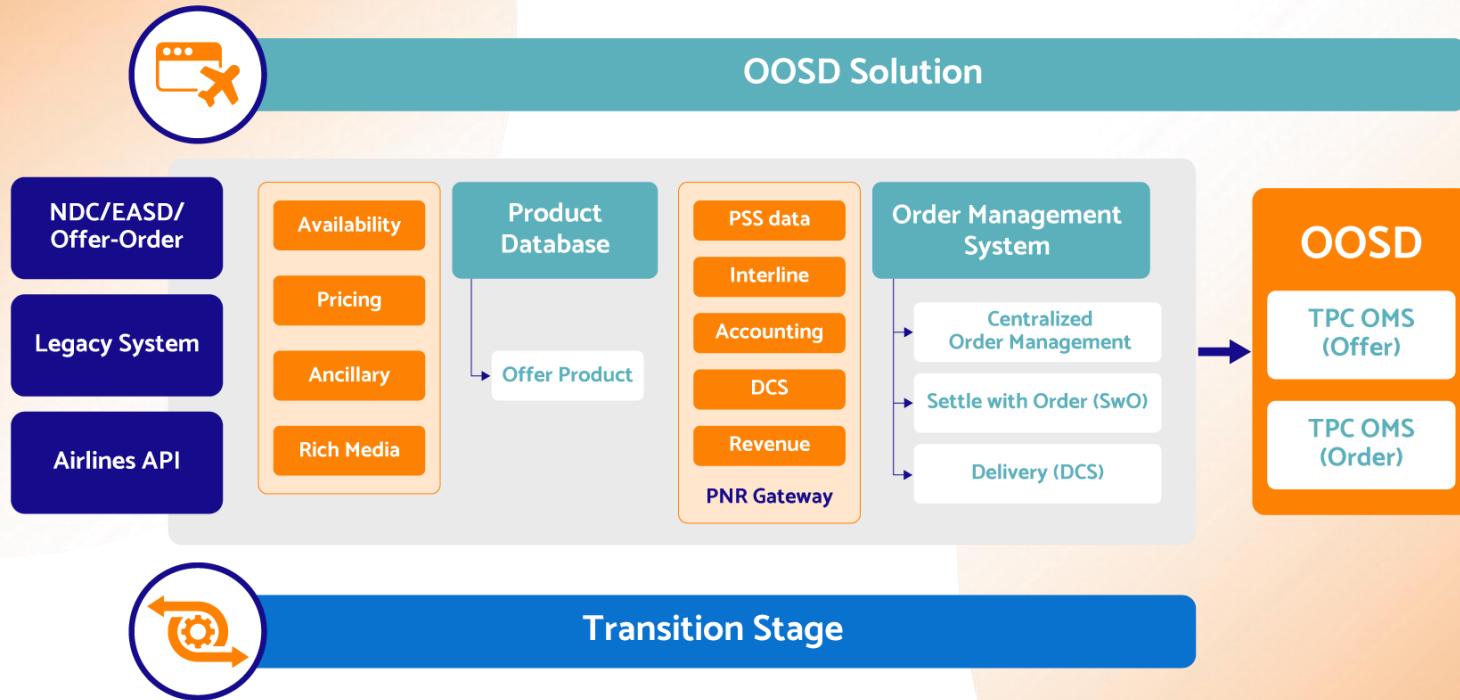 OOSD Solution
NDC/EASD/
Offer-Order
Legacy System
Airlines API
Availability
Pricing
Ancillary
Rich Media
Product
Database
Offer Product
PSS data
Interline
Accounting
DCS
Revenue
PNR Gateway
Order Management
System
Centralized
Order Management
Settle with Order (SwO)
Delivery (DCS)
OOSD
TPC OMS
(Offer)
TPC OMS
(Order)
Transition Stage